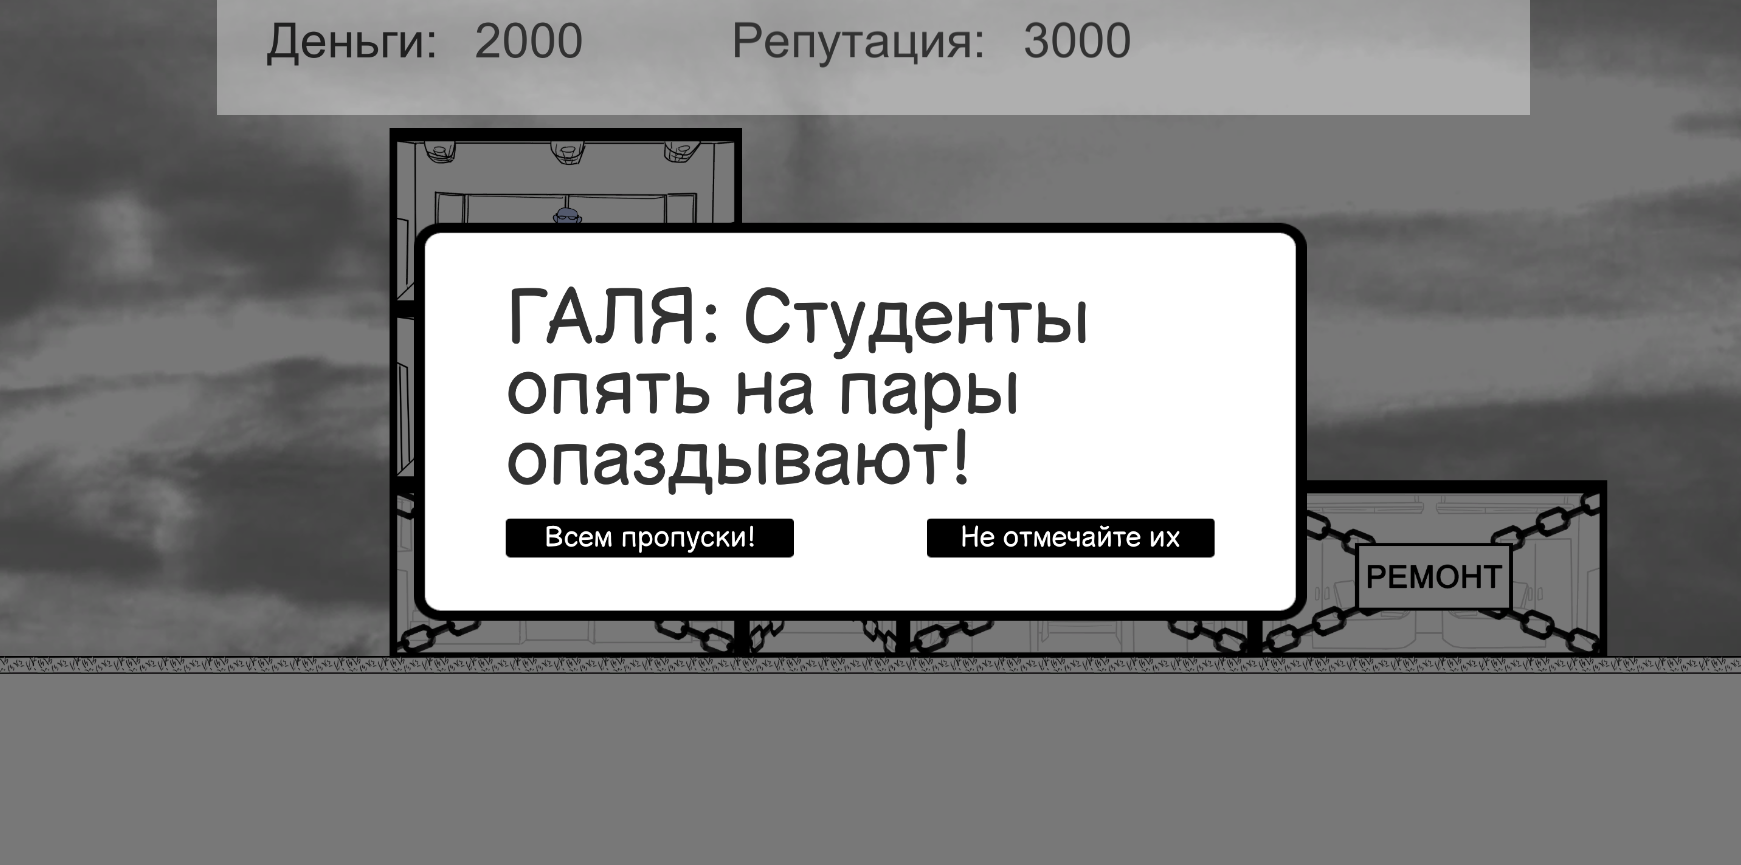 Деньги: 2000 Репутация: 3000
ГАЛЯ: Студенты
опять на пары
опаздывают!
Всем пропуски! Не отмечайте их
РЕМОНТ